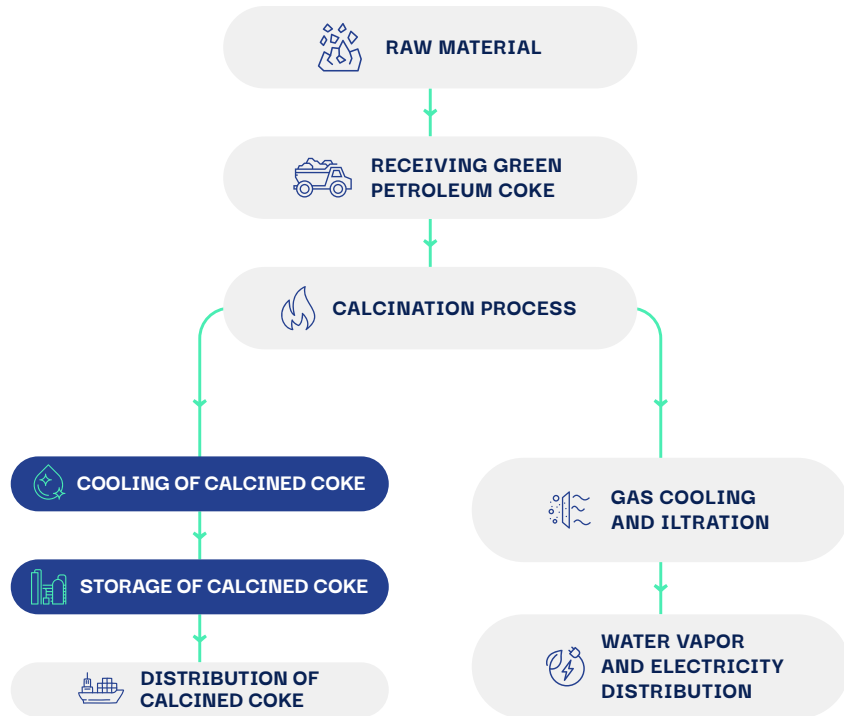 RAW MATERIAL
RECEIVING GREEN
PETROLEUM COKE
CALCINATION PROCESS
COOLING OF CALCINED COKE
STORAGE OF CALCINED COKE
DISTRIBUTION OF
CALCINED COKE
GAS COOLING
AND ILTRATION
WATER VAPOR
AND ELECTRICITY
DISTRIBUTION